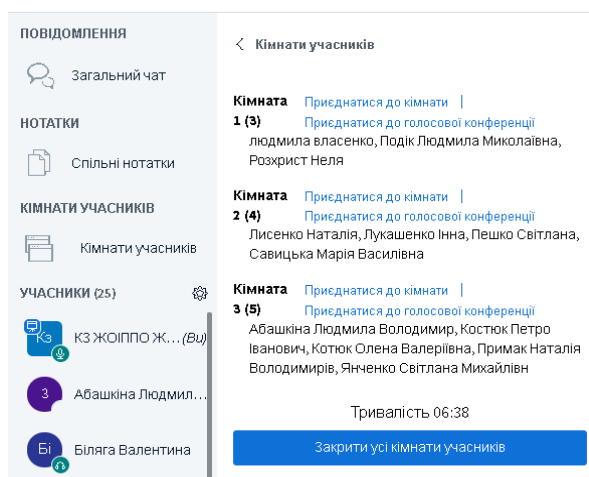 ПОВІДОМЛЕННЯ
Загальний чат
НОТАТКИ
Спільні нотатки
КІМНАТИ УЧАСНИКІВ
Кімнати учасників
УЧАСНИКИ (25)
Кз
КЗ ЖОІППО Ж... (Ви)
З
Абашкіна Людмил...
Бі
Біляга Валентина
Кімнати учасників
Кімната Приєднатися до кімнати |
1 (3) Приєднатися до голосової конференції
людмила власенко, Подік Людмила Миколаївна,
Розхрист Неля
Кімната Приєднатися до кімнати |
2 (4) Приєднатися до голосової конференції
Лисенко Наталія, Лукашенко Інна, Пешко Світлана,
Савицька Марія Василівна
Кімната Приєднатися до кімнати |
3 (5) Приєднатися до голосової конференції
Абашкіна Людмила Володимир, Костюк Петро
Іванович, Котюк Олена Валеріївна, Примак Наталія
Володимирів, Янченко Світлана Михайлівн
Тривалість 06:38
Закрити усі кімнати учасників